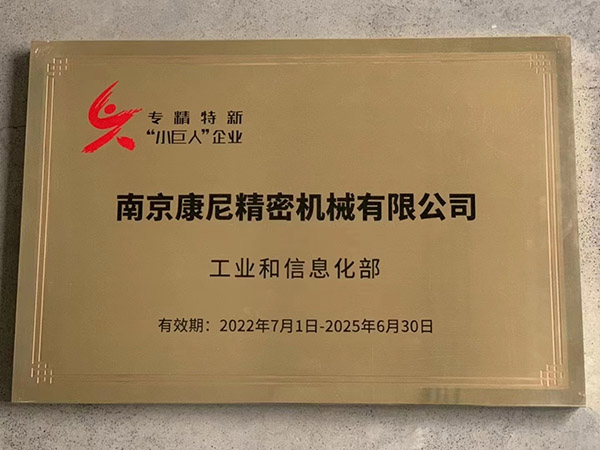 专精特新
“小巨人”企业
南京康尼精密机械有限公司
工业和信息化部
有效期：2022年7月1日-2025年6月30日